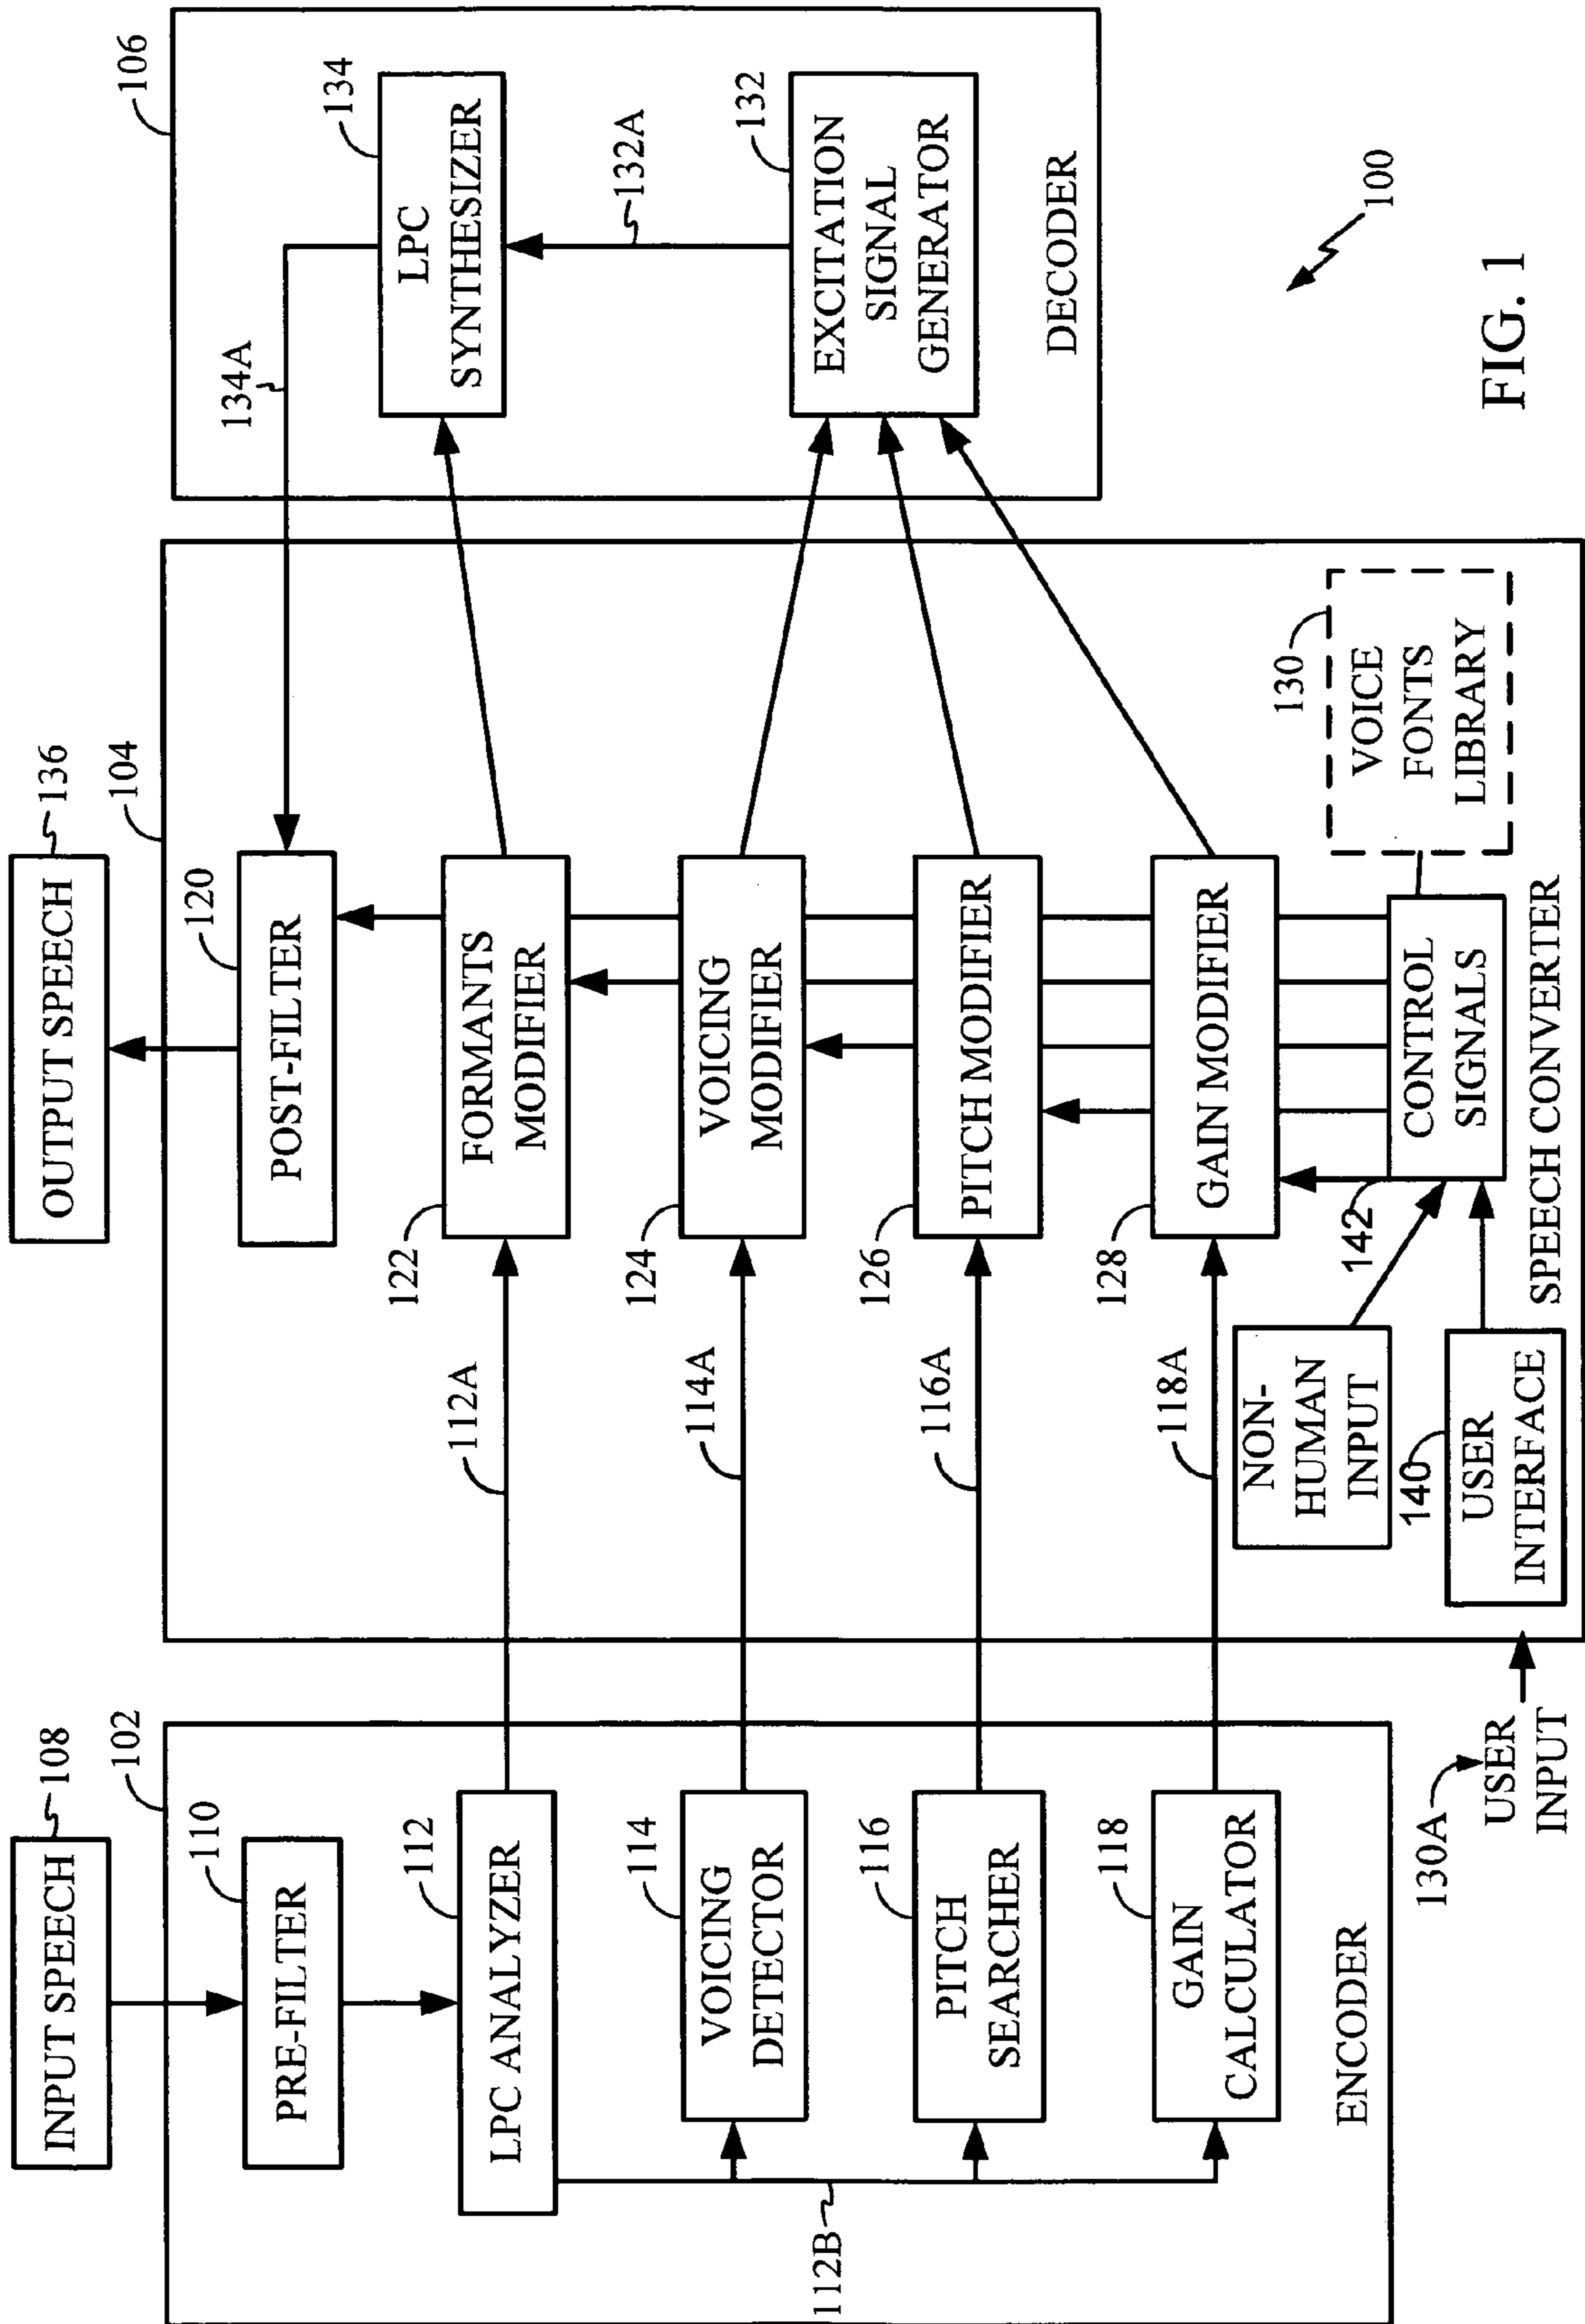 INPUT SPEECH
108
102
PRE-FILTER
110
LPC ANALYZER
112
VOICING
DETECTOR
114
PITCH
SEARCHER
116
GAIN
CALCULATOR
118
112B
ENCODER
112A
114A
116A
118A
130A
USER
INPUT
OUTPUT SPEECH
136
104
POST-FILTER
120
FORMANTS
MODIFIER
122
VOICING
MODIFIER
124
PITCH MODIFIER
126
GAIN MODIFIER
128
NON-
HUMAN
INPUT
140
USER
INTERFACE
142
CONTROL
SIGNALS
130
VOICE
FONTS
LIBRARY
SPEECH CONVERTER
106
134A
LPC
SYNTHESIZER
134
132A
EXCITATION
SIGNAL
GENERATOR
132
DECODER
100
FIG. 1